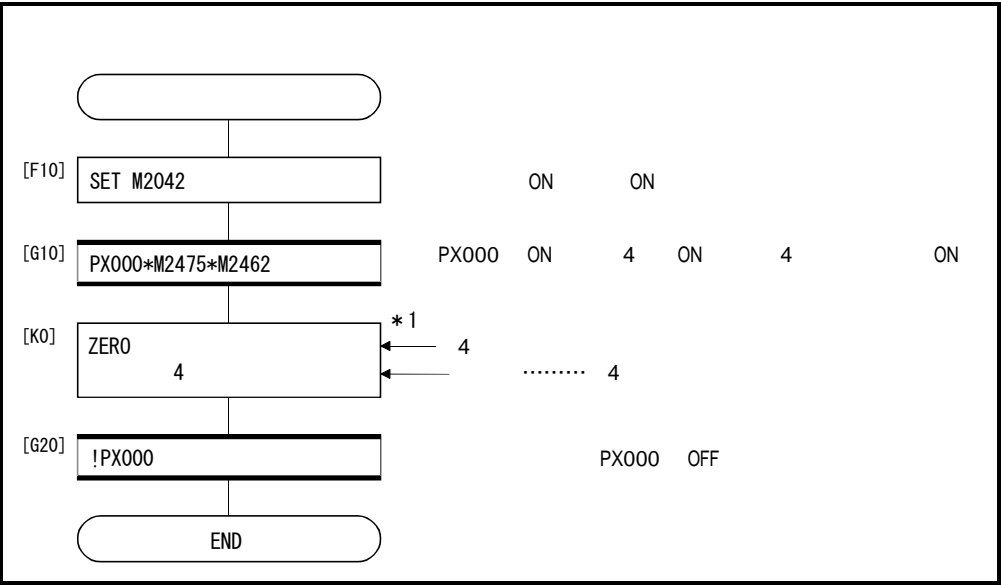 [F10] SET M2042 ON ON
[G10] PX000*M2475*M2462 PX000 ON 4 ON 4 ON
*1
[K0] ZERO 4
4 ……… 4
[G20] !PX000 PX000 OFF
END